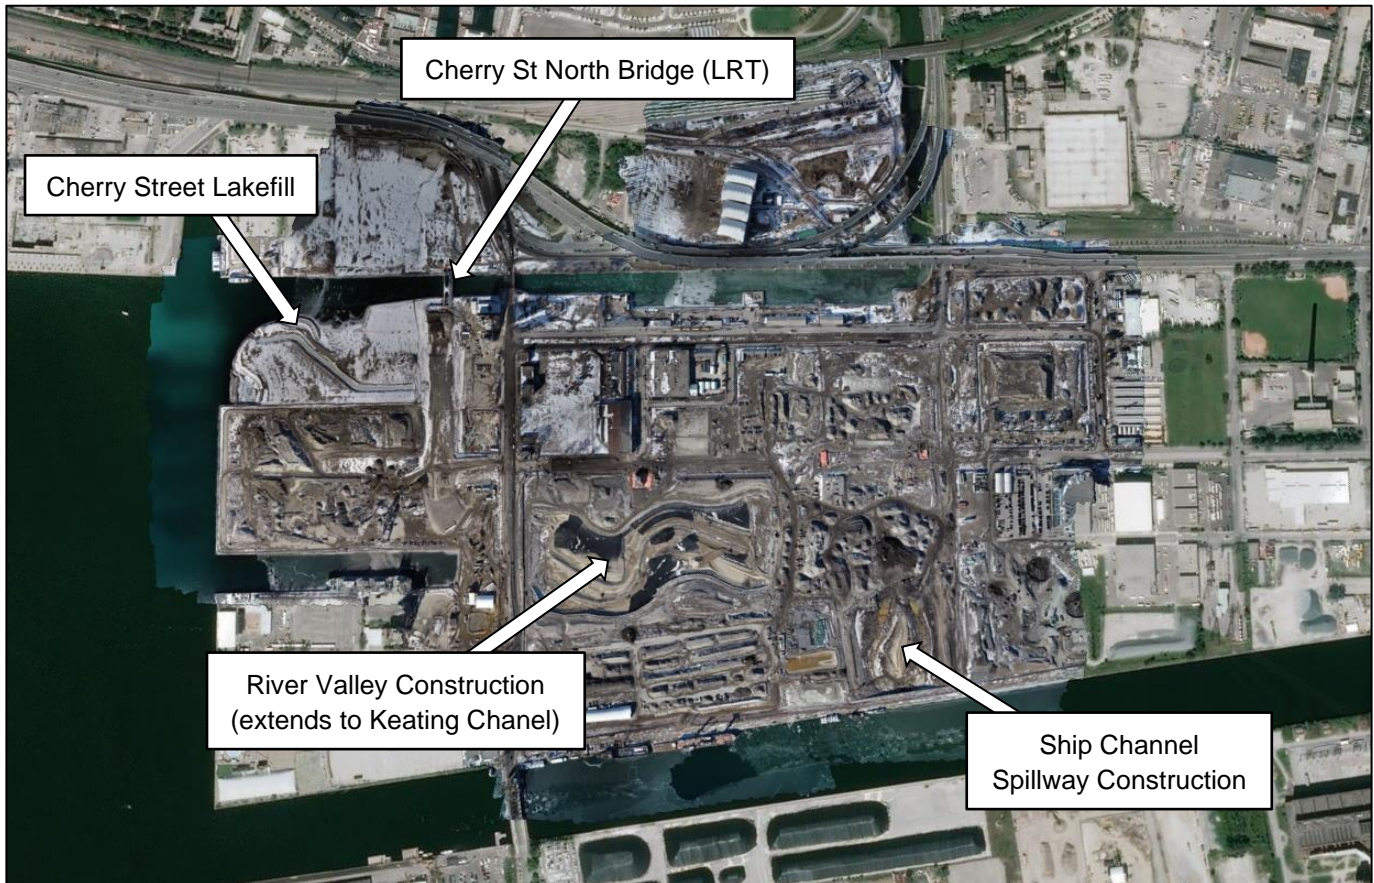 Cherry St North Bridge (LRT)
Cherry Street Lakefill
River Valley Construction
(extends to Keating Chanel)
Ship Channel
Spillway Construction